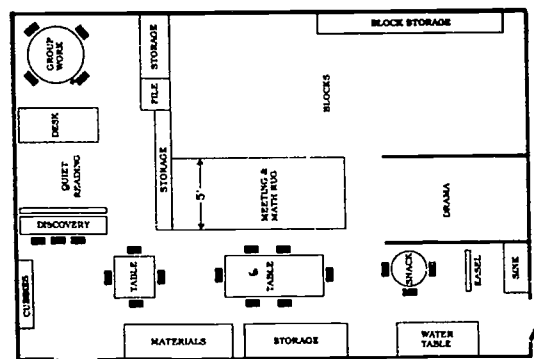 BLOCK STORAGE
GROUP
WORK
STORAGE
FILE
BLOCKS
DESK
STORAGE
QUIET
READING
5'
MEETING &
MATH RUG
DRAMA
DISCOVERY
CUBBIES
TABLE
6
TABLE
SNACK
EASEL
SINK
MATERIALS
STORAGE
WATER
TABLE